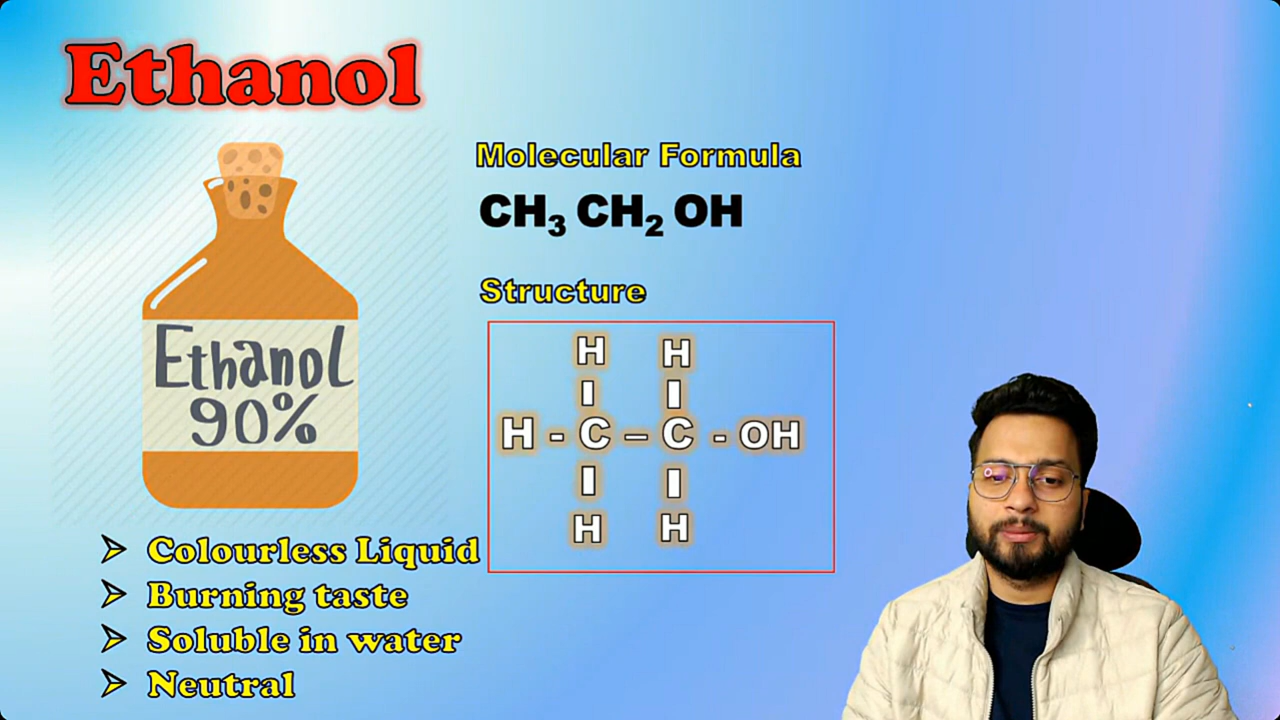 Ethanol
Molecular Formula
CH₃ CH₂ OH
Structure
H H
I I
H - C – C - OH
I I
H H
Ethanol
90%
➢ Colourless Liquid
➢ Burning taste
➢ Soluble in water
➢ Neutral